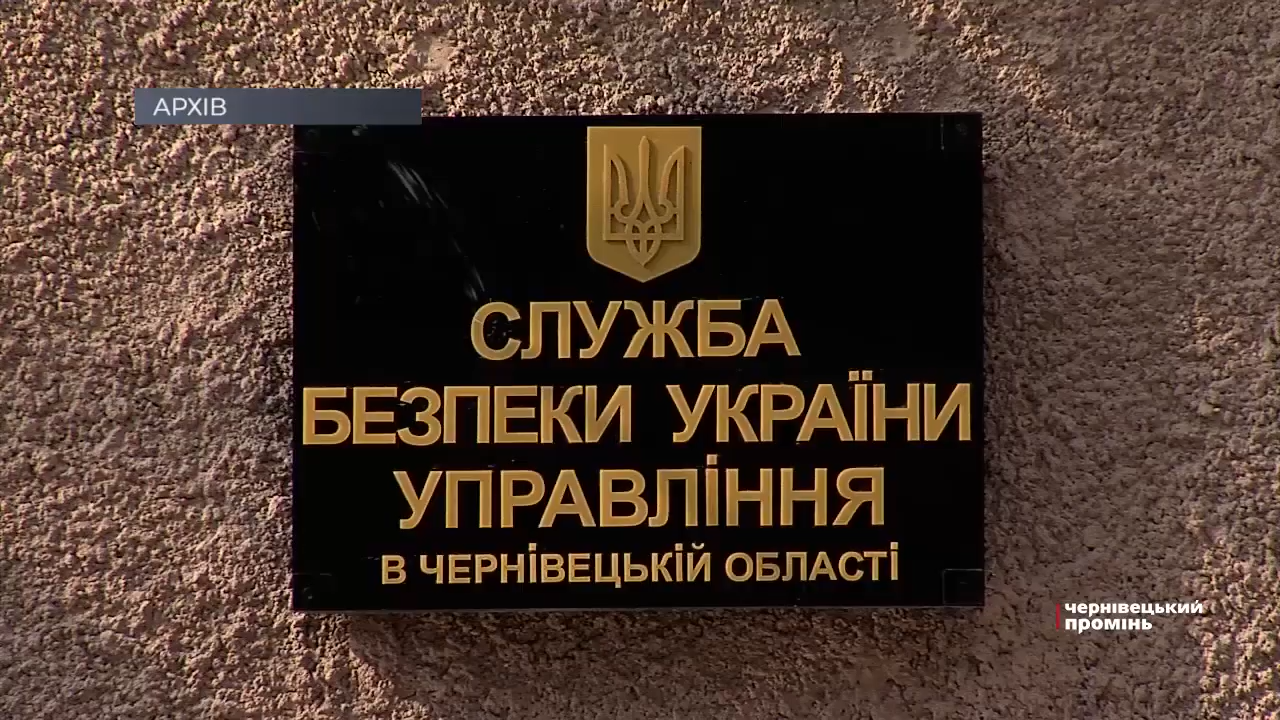 АРХІВ
СЛУЖБА
БЕЗПЕКИ УКРАЇНИ
УПРАВЛІННЯ
В ЧЕРНІВЕЦЬКІЙ ОБЛАСТІ
чернівецький
промінь